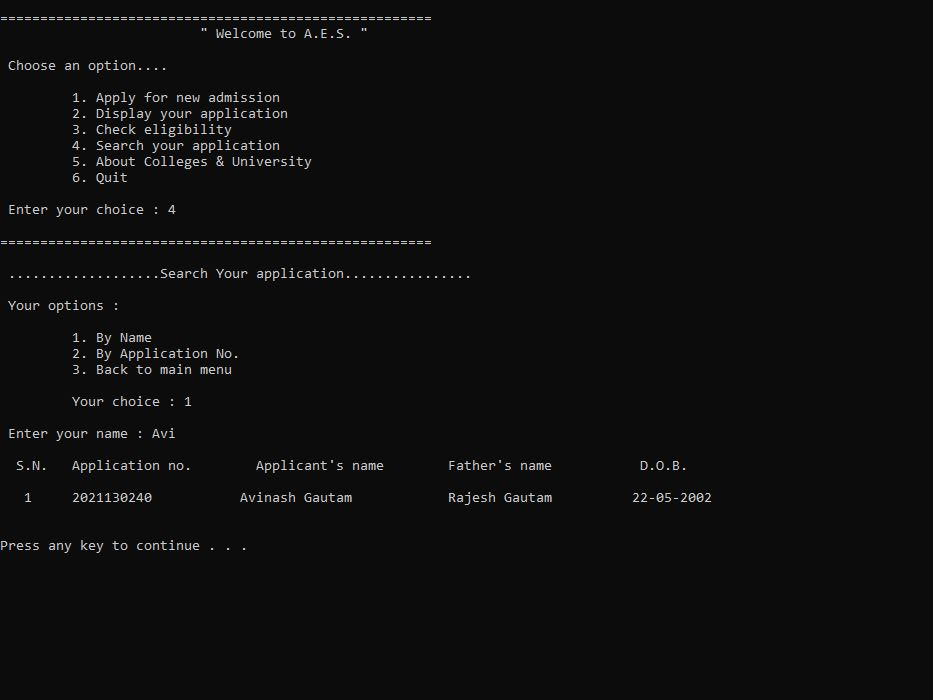 ======================================================
" Welcome to A.E.S. "
Choose an option....
1. Apply for new admission
2. Display your application
3. Check eligibility
4. Search your application
5. About Colleges & University
6. Quit
Enter your choice : 4
======================================================
...................Search Your application................
Your options :
1. By Name
2. By Application No.
3. Back to main menu
Your choice : 1
Enter your name : Avi
S.N. Application no. Applicant's name Father's name D.O.B.
1 2021130240 Avinash Gautam Rajesh Gautam 22-05-2002
Press any key to continue . . .